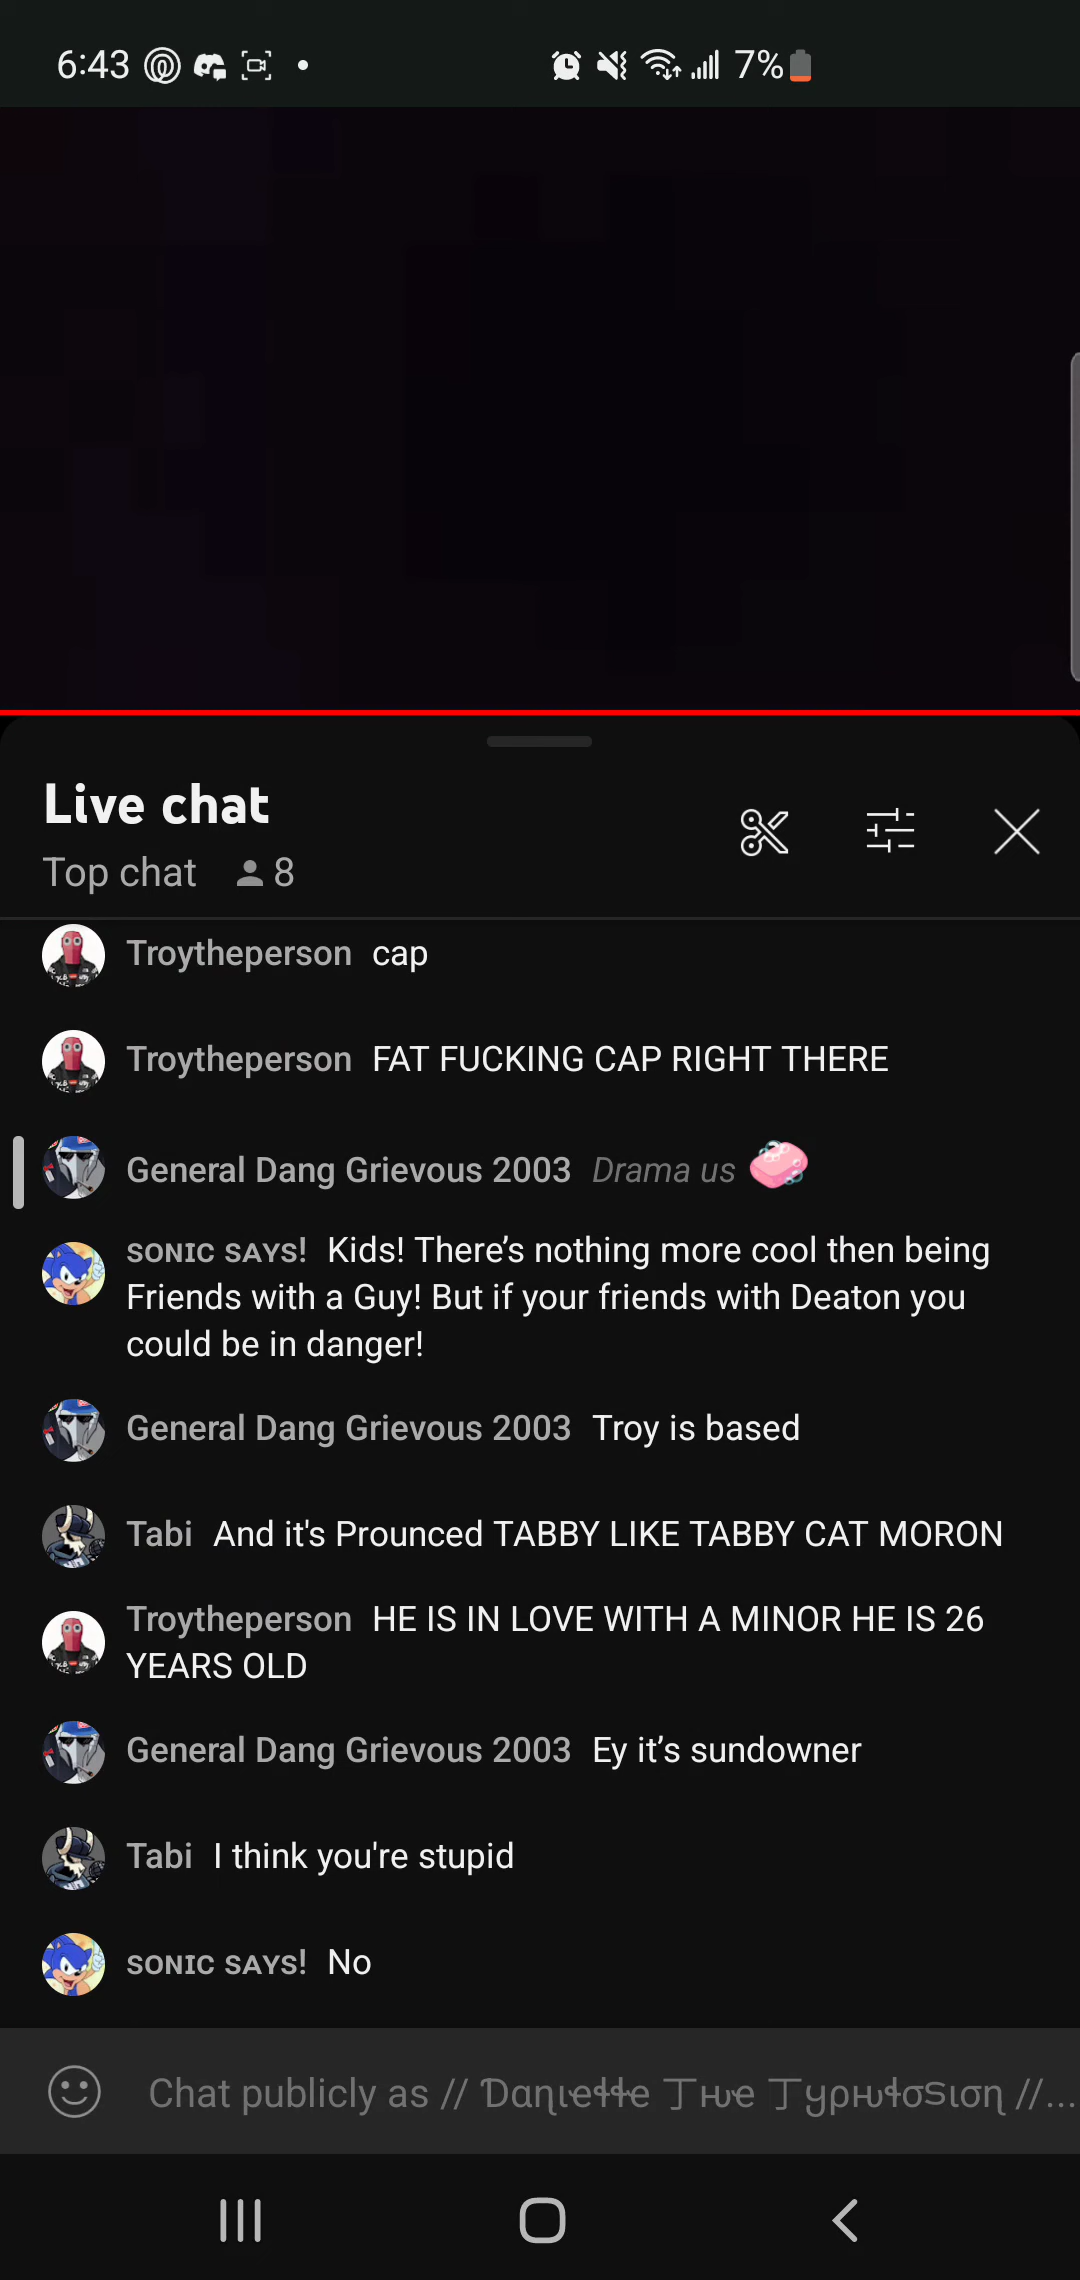 6:43 7%
Live chat
Top chat 8
Troytheperson cap
Troytheperson FAT FUCKING CAP RIGHT THERE
General Dang Grievous 2003 Drama us 🧼
SONIC SAYS! Kids! There’s nothing more cool then being
Friends with a Guy! But if your friends with Deaton you
could be in danger!
General Dang Grievous 2003 Troy is based
Tabi And it's Prounced TABBY LIKE TABBY CAT MORON
Troytheperson HE IS IN LOVE WITH A MINOR HE IS 26
YEARS OLD
General Dang Grievous 2003 Ey it’s sundowner
Tabi I think you're stupid
SONIC SAYS! No
Chat publicly as // //...